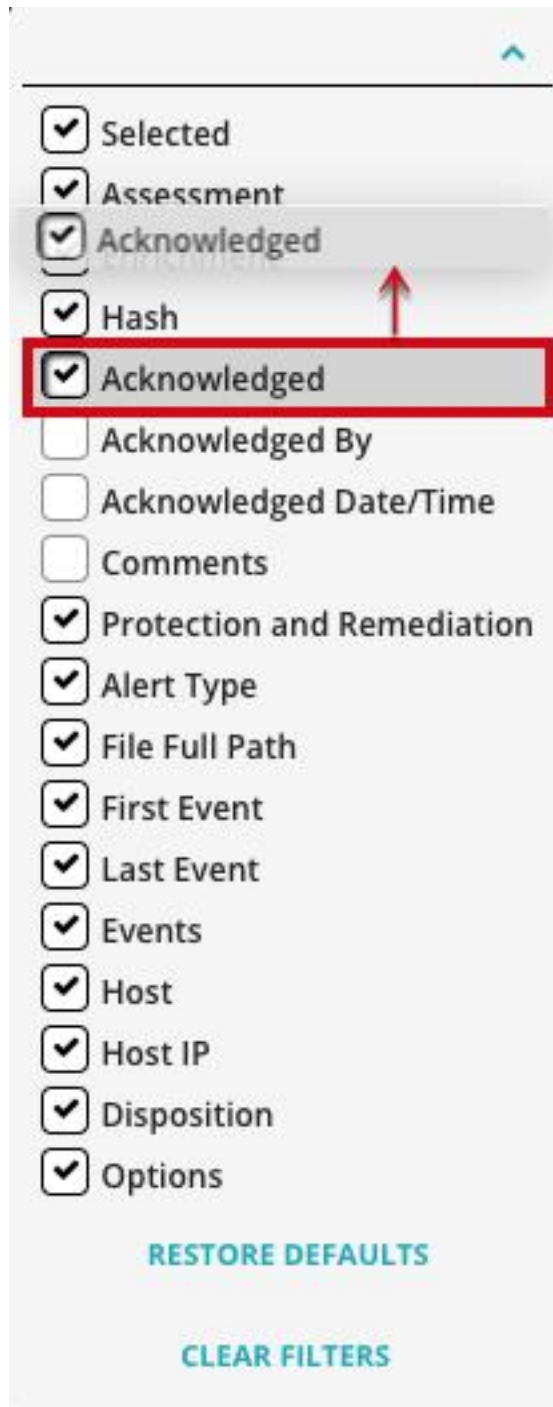 Selected
Assessment
Acknowledged
Hash
Acknowledged
Acknowledged By
Acknowledged Date/Time
Comments
Protection and Remediation
Alert Type
File Full Path
First Event
Last Event
Events
Host
Host IP
Disposition
Options
RESTORE DEFAULTS
CLEAR FILTERS